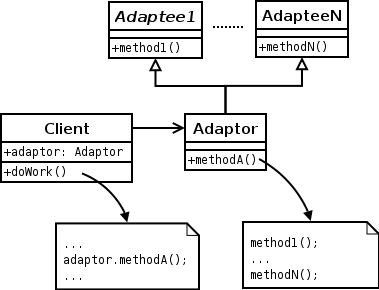 Adaptee1
+method1()
........
AdapteeN
+methodN()
Client
+adaptor: Adaptor
+doWork()
Adaptor
+methodA()
...
adaptor.methodA();
...
method1();
...
methodN();